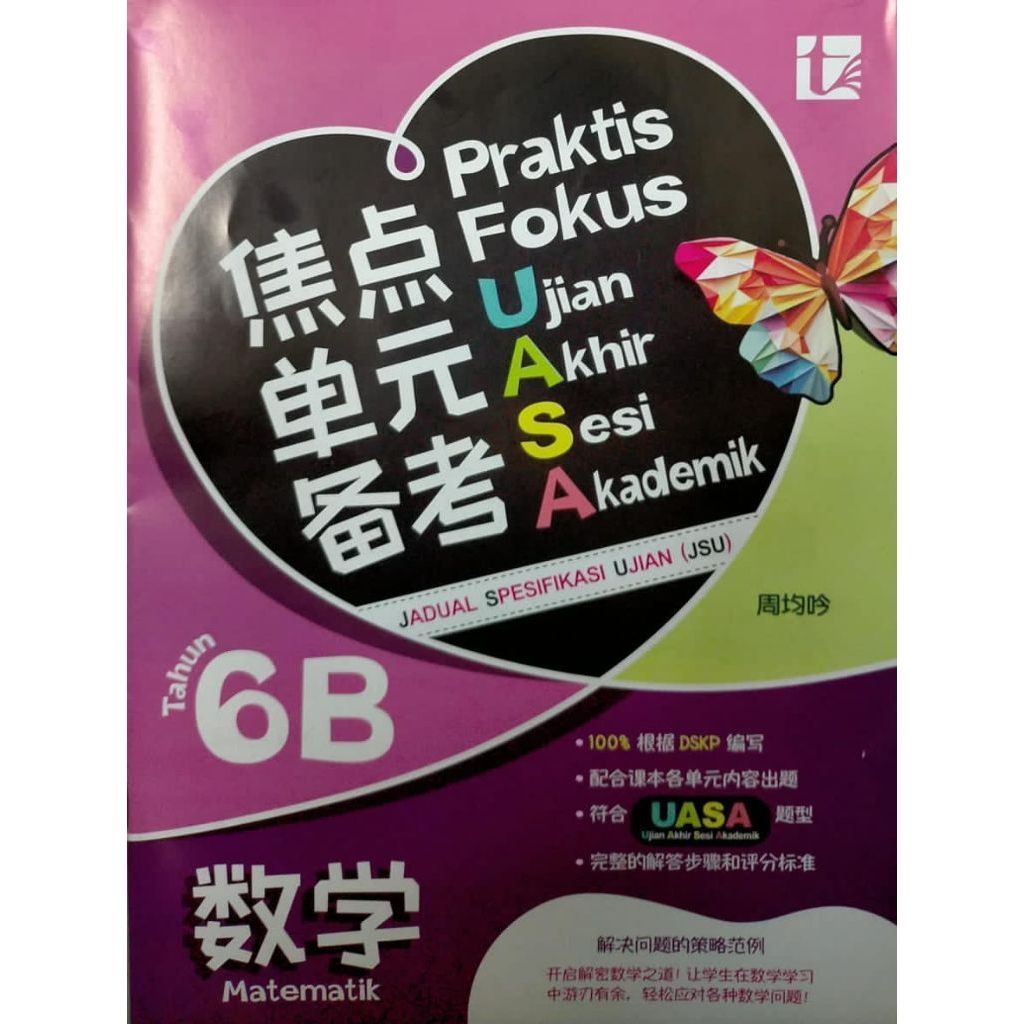 Praktis
Fokus
Ujian
Akhir
Sesi
Akademik
焦点
单元
备考
JADUAL SPESIFIKASI UJIAN (JSU)
周均吟
Tahun
6B
• 100% 根据 DSKP 编写
• 配合课本各单元内容出题
• 符合 UASA 题型
Ujian Akhir Sesi Akademik
• 完整的解答步骤和评分标准
数学
Matematik
解决问题的策略范例
开启解密数学之道! 让学生在数学学习
中游刃有余, 轻松应对各种数学问题!